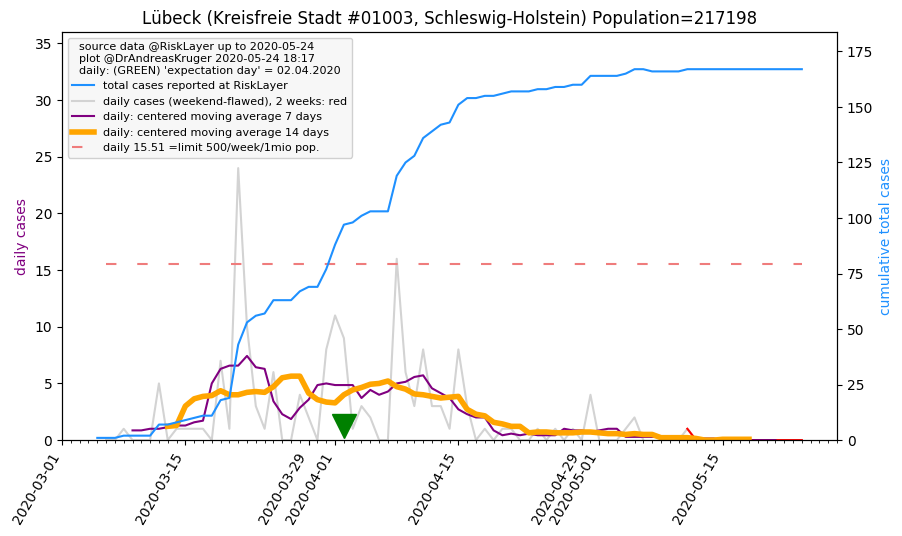 Lübeck (Kreisfreie Stadt #01003, Schleswig-Holstein) Population=217198
source data @RiskLayer up to 2020-05-24
plot @DrAndreasKruger 2020-05-24 18:17
daily: (GREEN) 'expectation day' = 02.04.2020
total cases reported at RiskLayer
daily cases (weekend-flawed), 2 weeks: red
daily: centered moving average 7 days
daily: centered moving average 14 days
daily 15.51 =limit 500/week/1mio pop.
daily cases
35
30
25
20
15
10
5
0
cumulative total cases
175
150
125
100
75
50
25
0
2020-03-01
2020-03-15
2020-03-29
2020-04-01
2020-04-15
2020-04-29
2020-05-01
2020-05-15